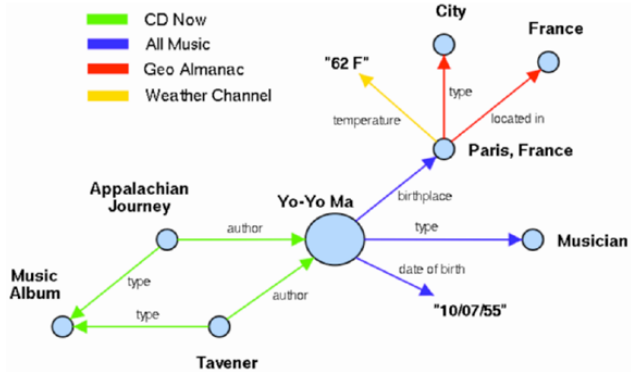 CD Now
All Music
Geo Almanac
Weather Channel
City
France
"62 F"
temperature
type
located in
Paris, France
birthplace
Appalachian
Journey
Yo-Yo Ma
author
type
Musician
date of birth
"10/07/55"
Music
Album
type
type
author
Tavener